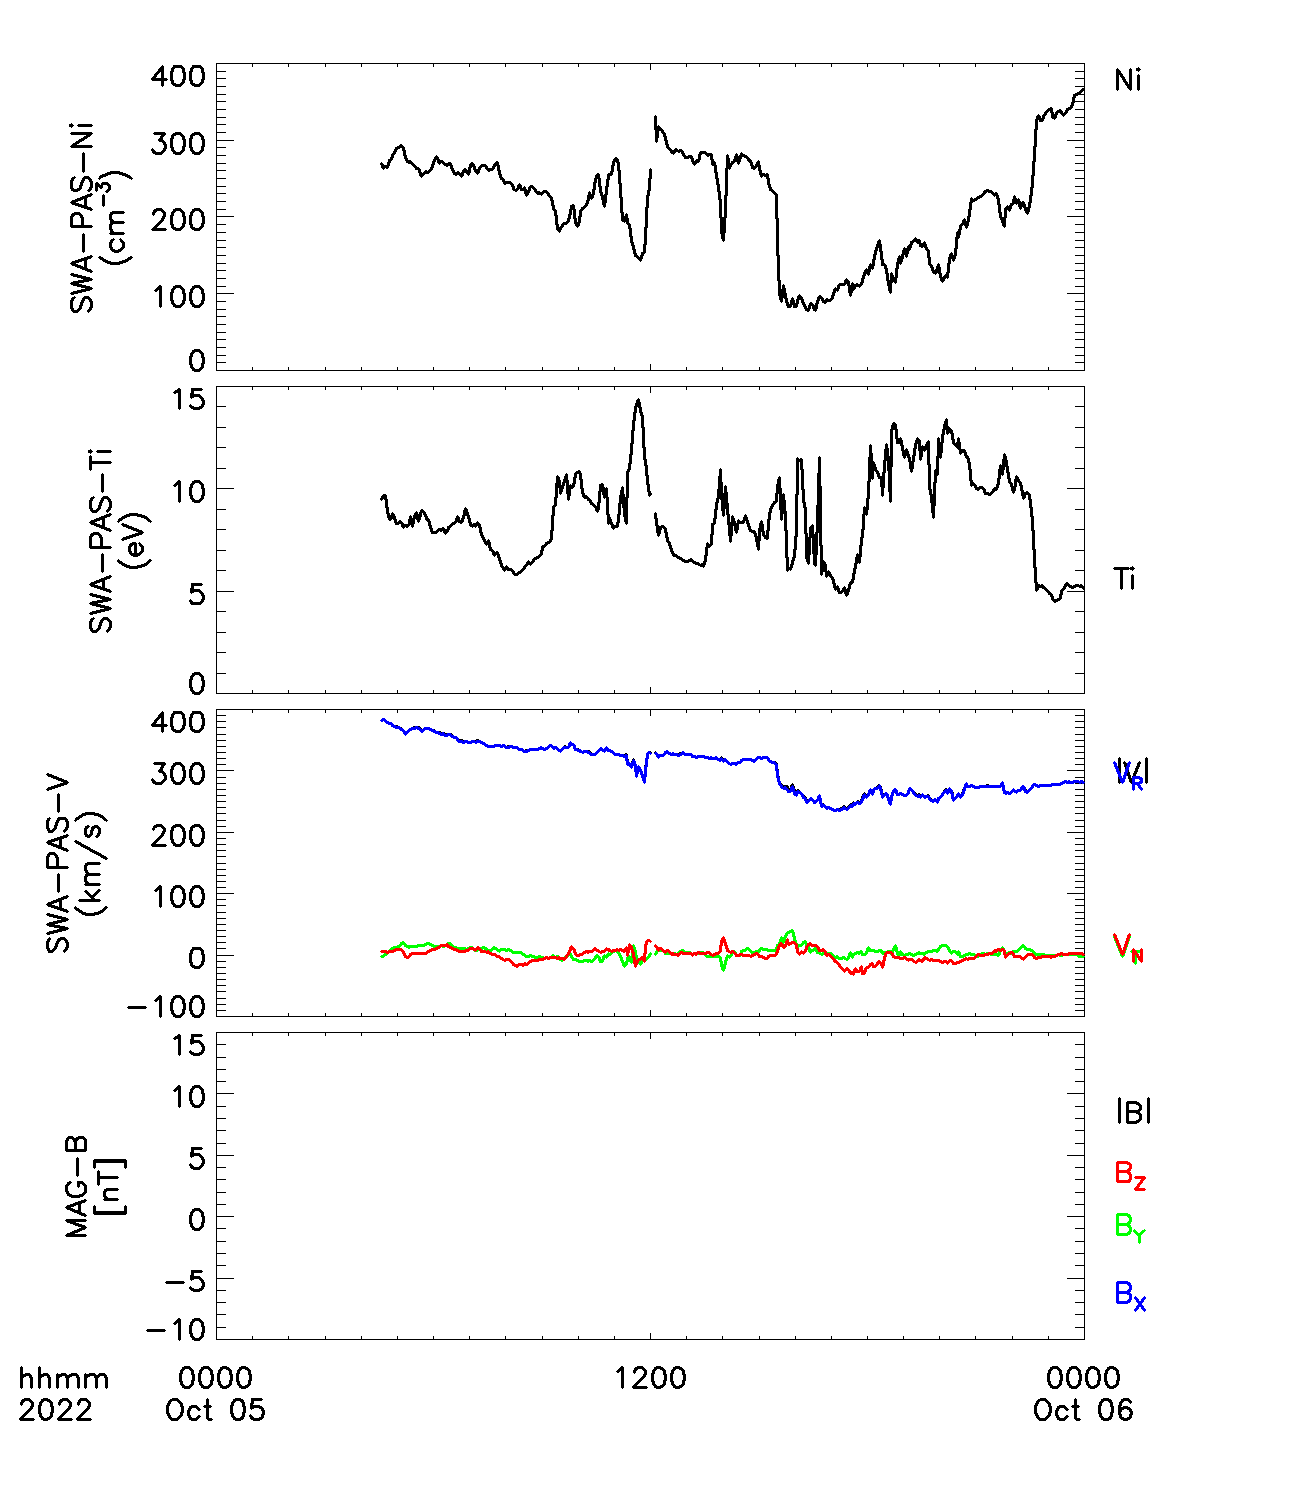 400
300
200
100
0
SWA-PAS-Ni
(cm⁻³)
Ni
15
10
5
0
SWA-PAS-Ti
(eV)
Ti
400
300
200
100
0
-100
SWA-PAS-V
(km/s)
|V|
V_R
V_N
15
10
5
0
-5
-10
MAG-B
[nT]
|B|
B_Z
B_Y
B_X
hhmm 0000 1200 0000
2022 Oct 05 Oct 06